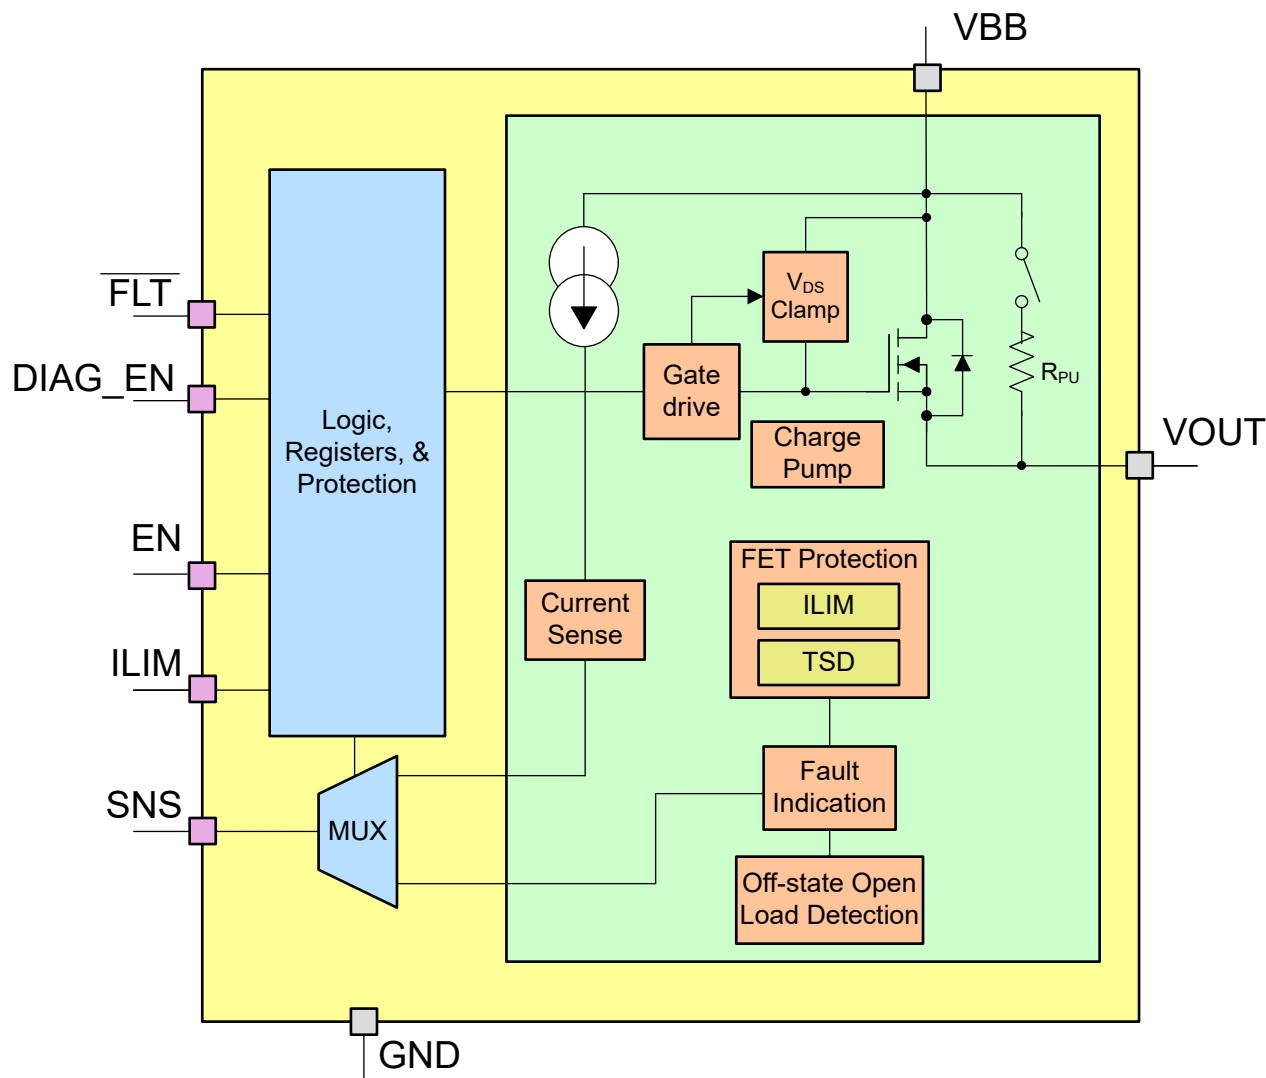 VBB
FLT
DIAG_EN
EN
ILIM
SNS
GND
VOUT
Logic,
Registers, &
Protection
MUX
VDS
Clamp
Gate
drive
RPU
Charge
Pump
Current
Sense
FET Protection
ILIM
TSD
Fault
Indication
Off-state Open
Load Detection